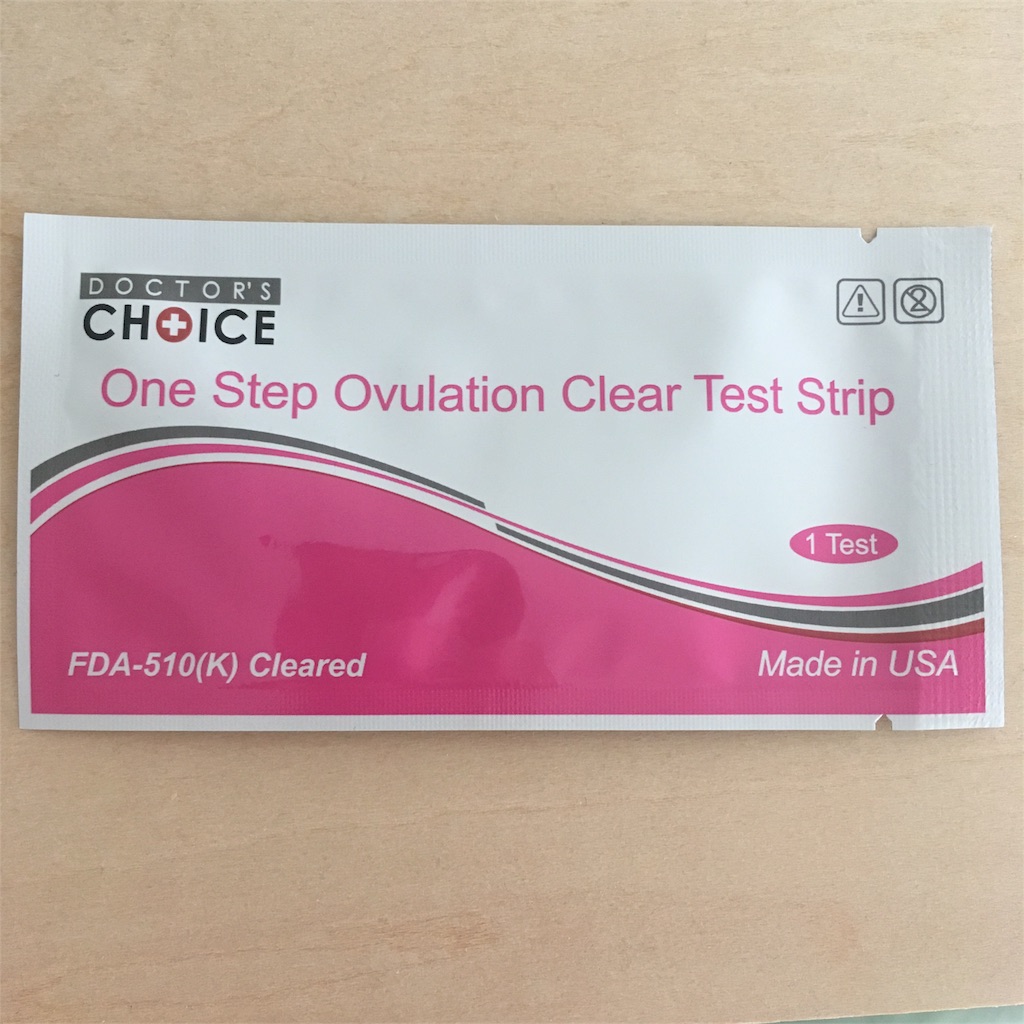 DOCTOR'S
CHOICE
One Step Ovulation Clear Test Strip
1 Test
FDA-510(K) Cleared
Made in USA